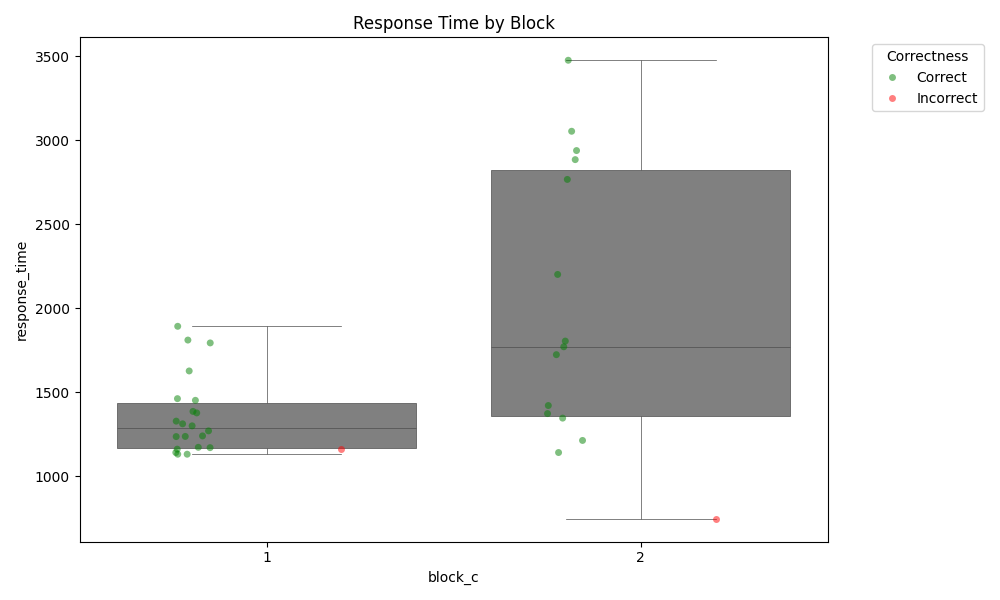 Response Time by Block
Correctness
Correct
Incorrect
3500
3000
2500
2000
1500
1000
response_time
1
2
block_c